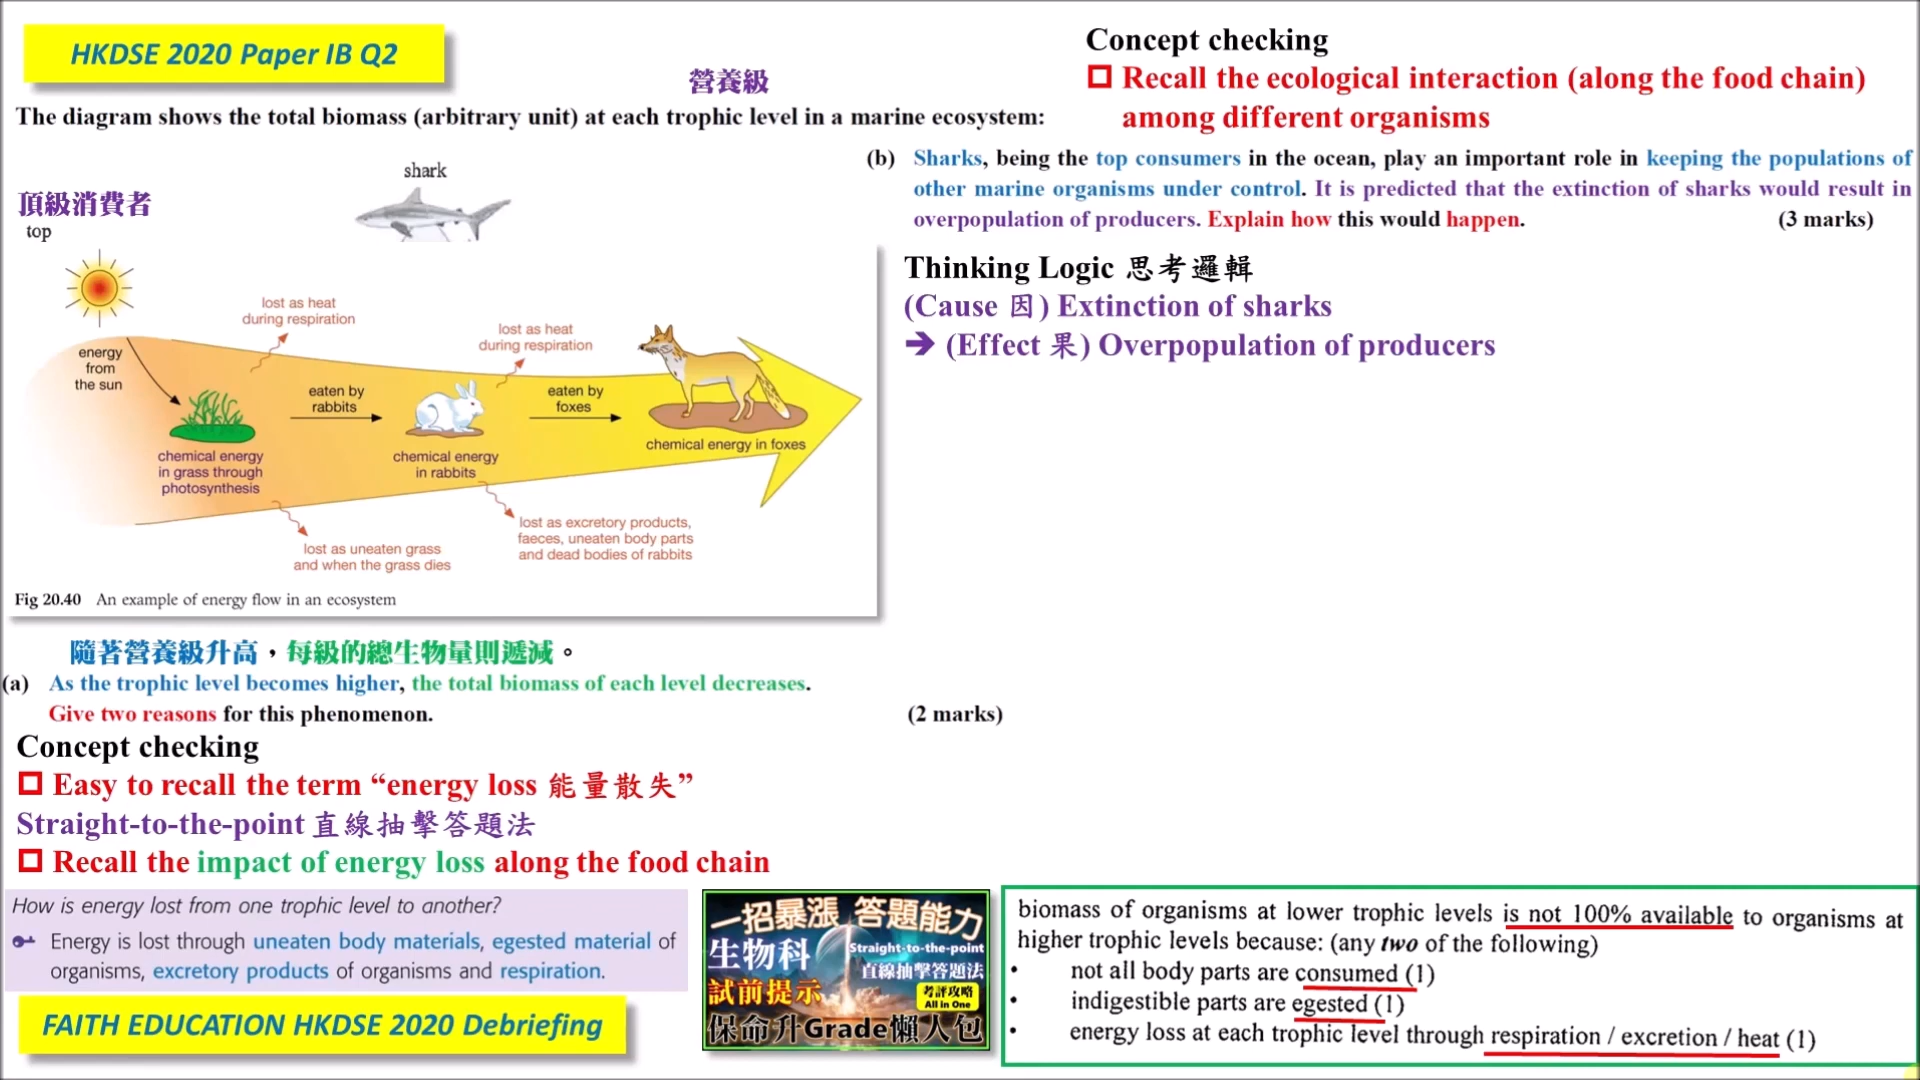 HKDSE 2020 Paper IB Q2
營養級
The diagram shows the total biomass (arbitrary unit) at each trophic level in a marine ecosystem:
shark
頂級消費者
top
energy
from
the sun
lost as heat
during respiration
lost as heat
during respiration
eaten by
rabbits
eaten by
foxes
chemical energy
in grass through
photosynthesis
chemical energy
in rabbits
chemical energy in foxes
lost as uneaten grass
and when the grass dies
lost as excretory products,
faeces, uneaten body parts
and dead bodies of rabbits
Fig 20.40 An example of energy flow in an ecosystem
隨著營養級升高，每級的總生物量則遞減。
(a) As the trophic level becomes higher, the total biomass of each level decreases.
Give two reasons for this phenomenon. (2 marks)
Concept checking
Easy to recall the term “energy loss 能量散失”
Straight-to-the-point 直線抽擊答題法
Recall the impact of energy loss along the food chain
How is energy lost from one trophic level to another?
Energy is lost through uneaten body materials, egested material of
organisms, excretory products of organisms and respiration.
FAITH EDUCATION HKDSE 2020 Debriefing
一招暴漲 答題能力
生物科
Straight-to-the-point
直線抽擊答題法
試前提示
考評攻略
All in One
保命升Grade懶人包
Concept checking
Recall the ecological interaction (along the food chain)
among different organisms
(b) Sharks, being the top consumers in the ocean, play an important role in keeping the populations of
other marine organisms under control. It is predicted that the extinction of sharks would result in
overpopulation of producers. Explain how this would happen. (3 marks)
Thinking Logic 思考邏輯
(Cause 因) Extinction of sharks
➔ (Effect 果) Overpopulation of producers
biomass of organisms at lower trophic levels is not 100% available to organisms at
higher trophic levels because: (any two of the following)
• not all body parts are consumed (1)
• indigestible parts are egested (1)
• energy loss at each trophic level through respiration / excretion / heat (1)